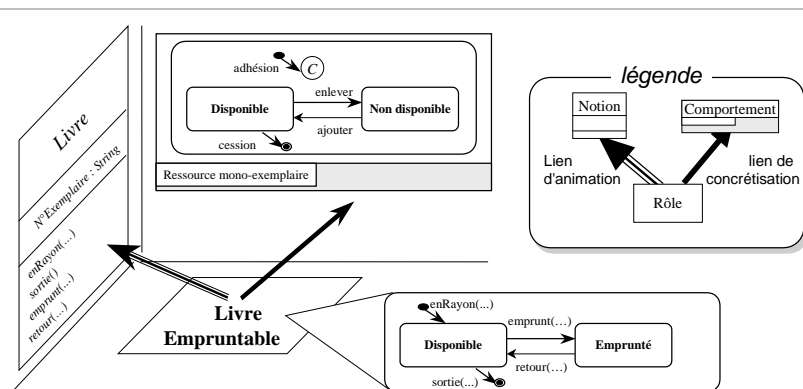 Livre
N°Exemplaire : String
enRayon(...)
sortie()
emprunt(...)
retour(...)
adhésion
C
enlever
Disponible
Non disponible
ajouter
cession
Ressource mono-exemplaire
légende
Notion
Comportement
Lien
d'animation
lien de
concrétisation
Rôle
Livre
Empruntable
enRayon(...)
emprunt(…)
Disponible
Emprunté
retour(…)
sortie(...)